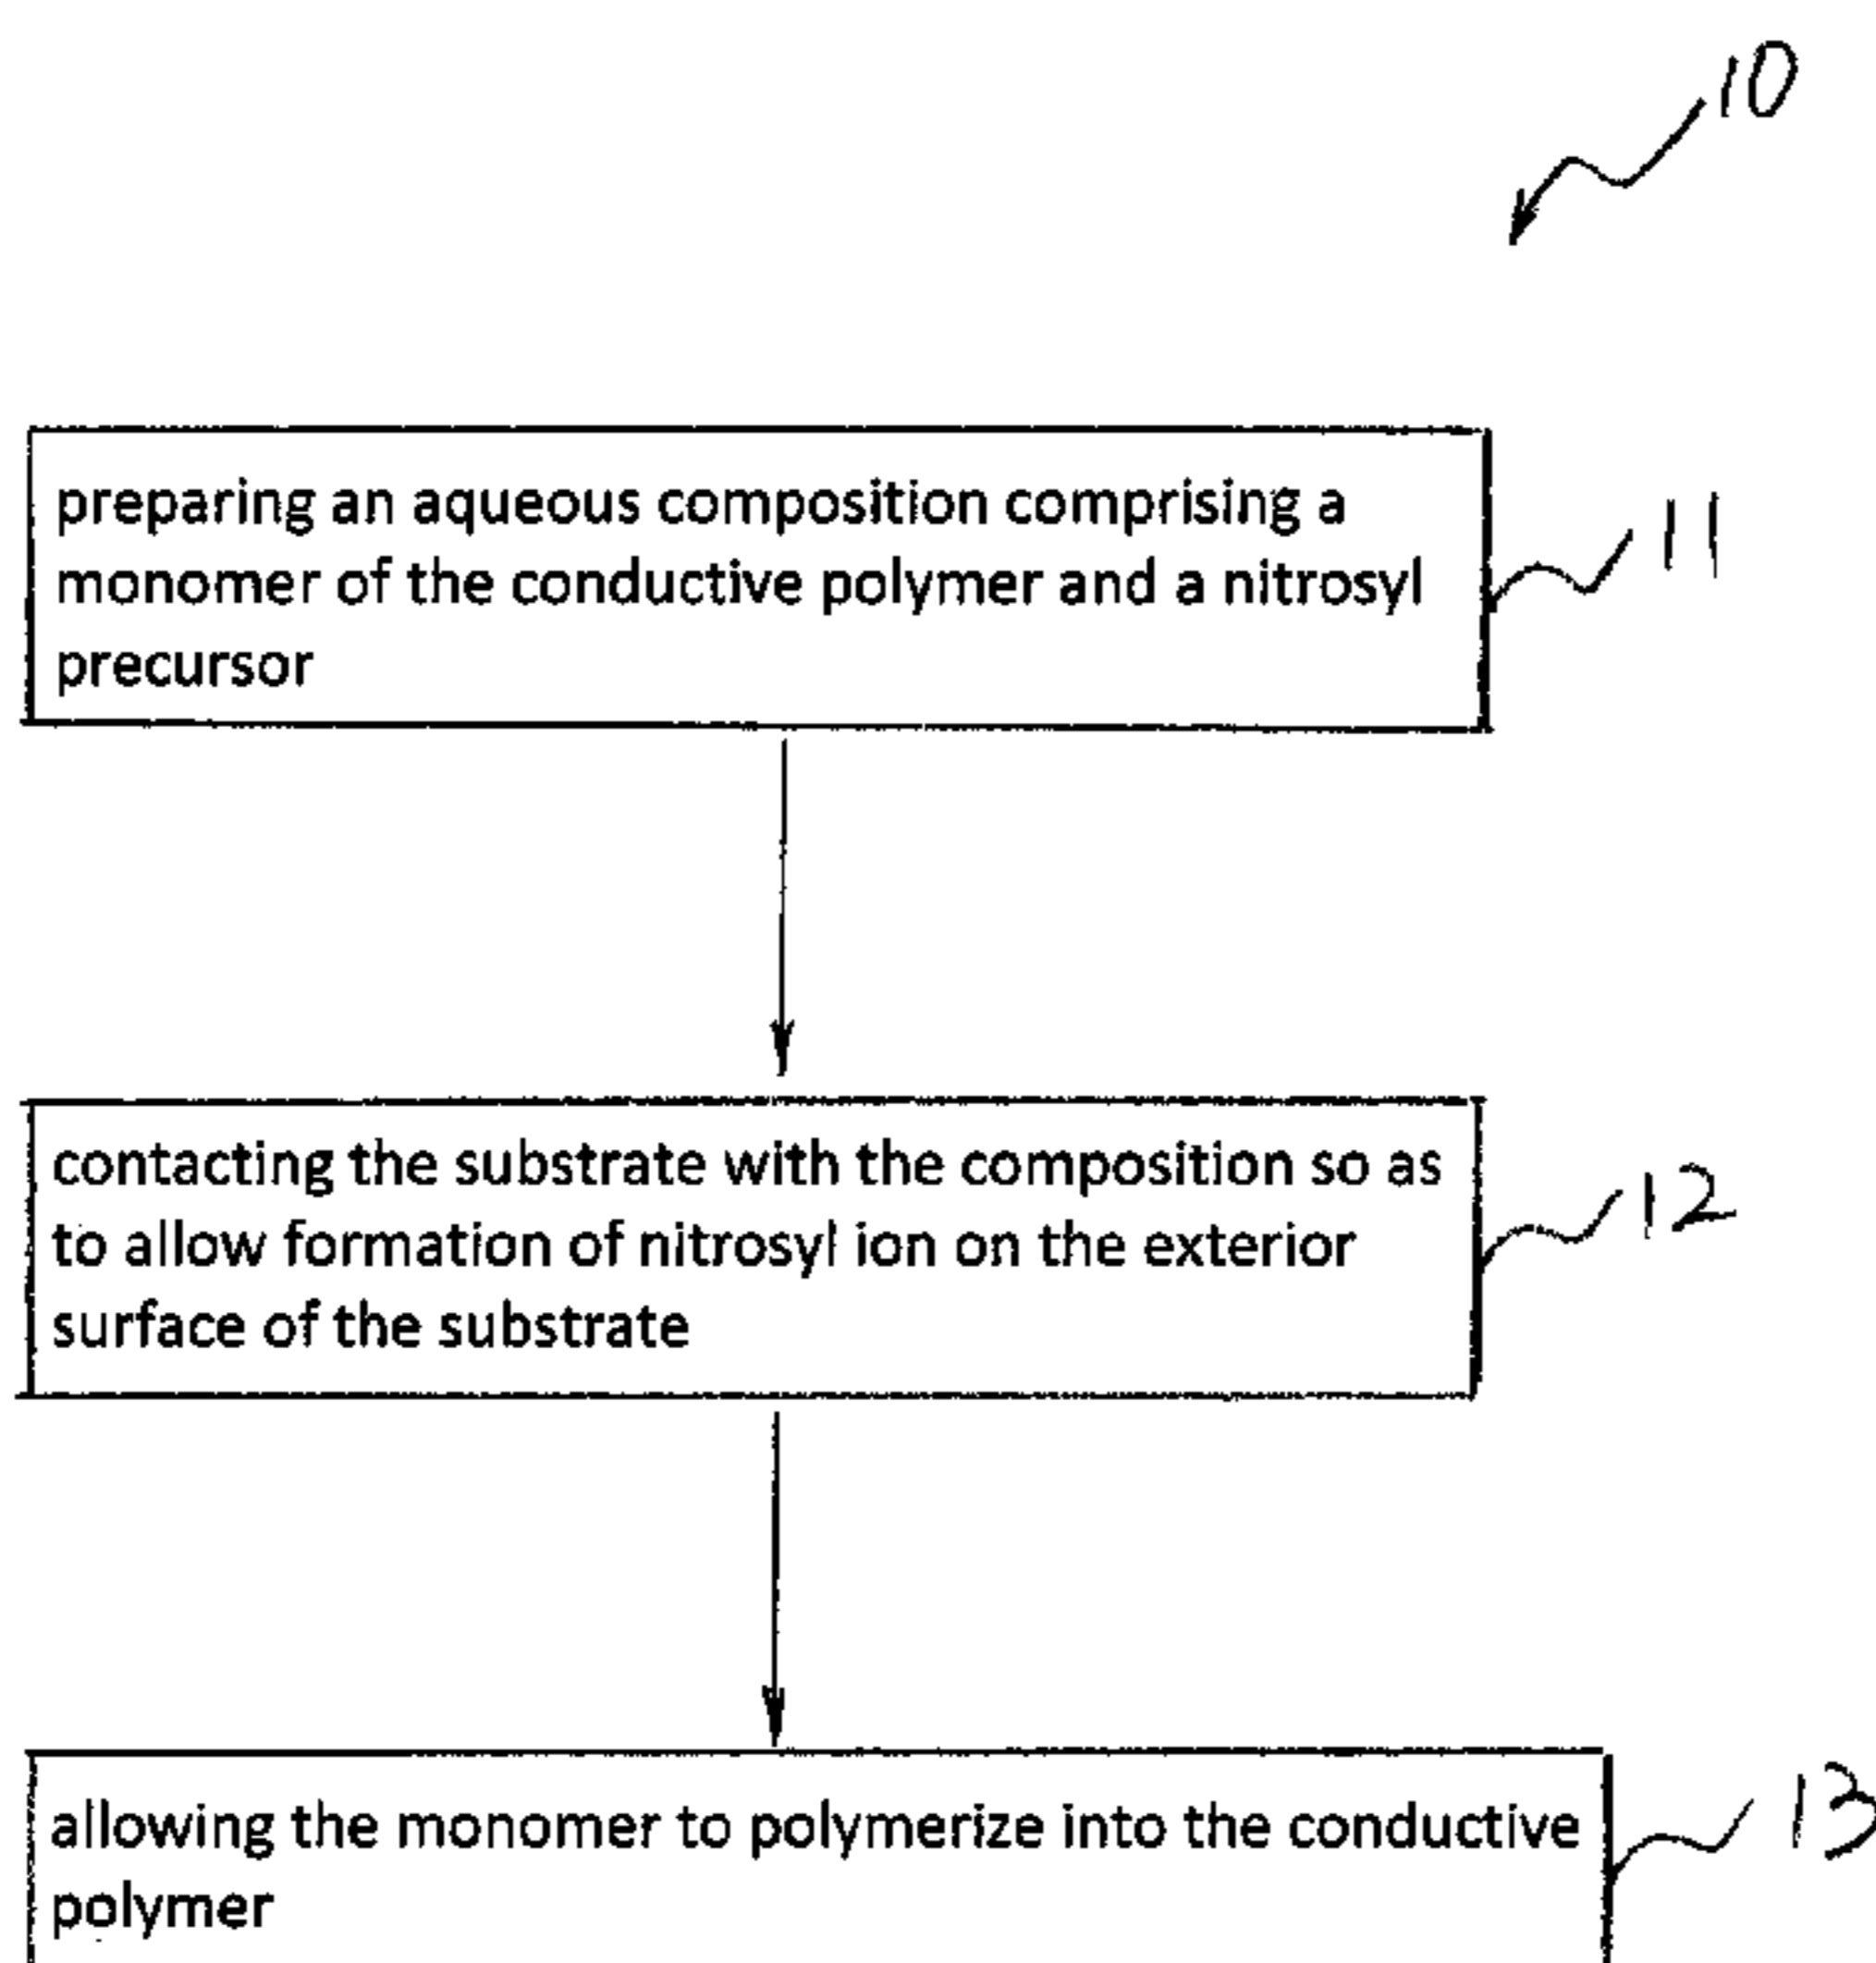 10
preparing an aqueous composition comprising a
monomer of the conductive polymer and a nitrosyl
precursor
11
contacting the substrate with the composition so as
to allow formation of nitrosyl ion on the exterior
surface of the substrate
12
allowing the monomer to polymerize into the conductive
polymer
13